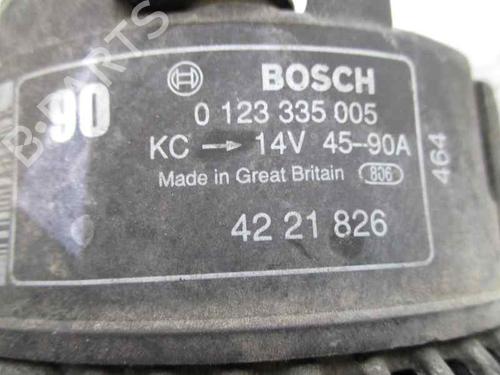 90
BOSCH
0 123 335 005
KC → 14V 45-90A
Made in Great Britain 806
464
42 21 826
B-PARTS